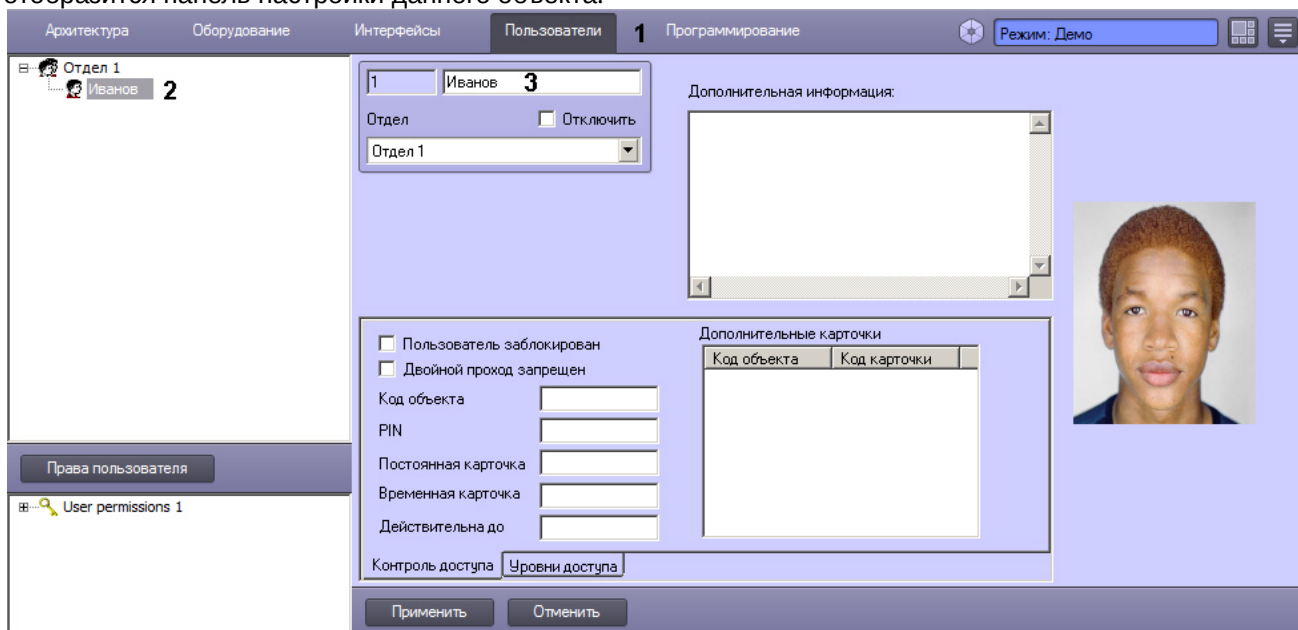 отобразится панель настройки данного объекта.
Архитектура Оборудование Интерфейсы Пользователи 1 Программирование Режим: Демо
Отдел 1
Иванов 2
1 Иванов 3
Отдел Отключить
Отдел 1
Дополнительная информация:
Пользователь заблокирован
Двойной проход запрещен
Код объекта
PIN
Постоянная карточка
Временная карточка
Действительна до
Дополнительные карточки
Код объекта Код карточки
Контроль доступа Уровни доступа
Права пользователя
User permissions 1
Применить Отменить